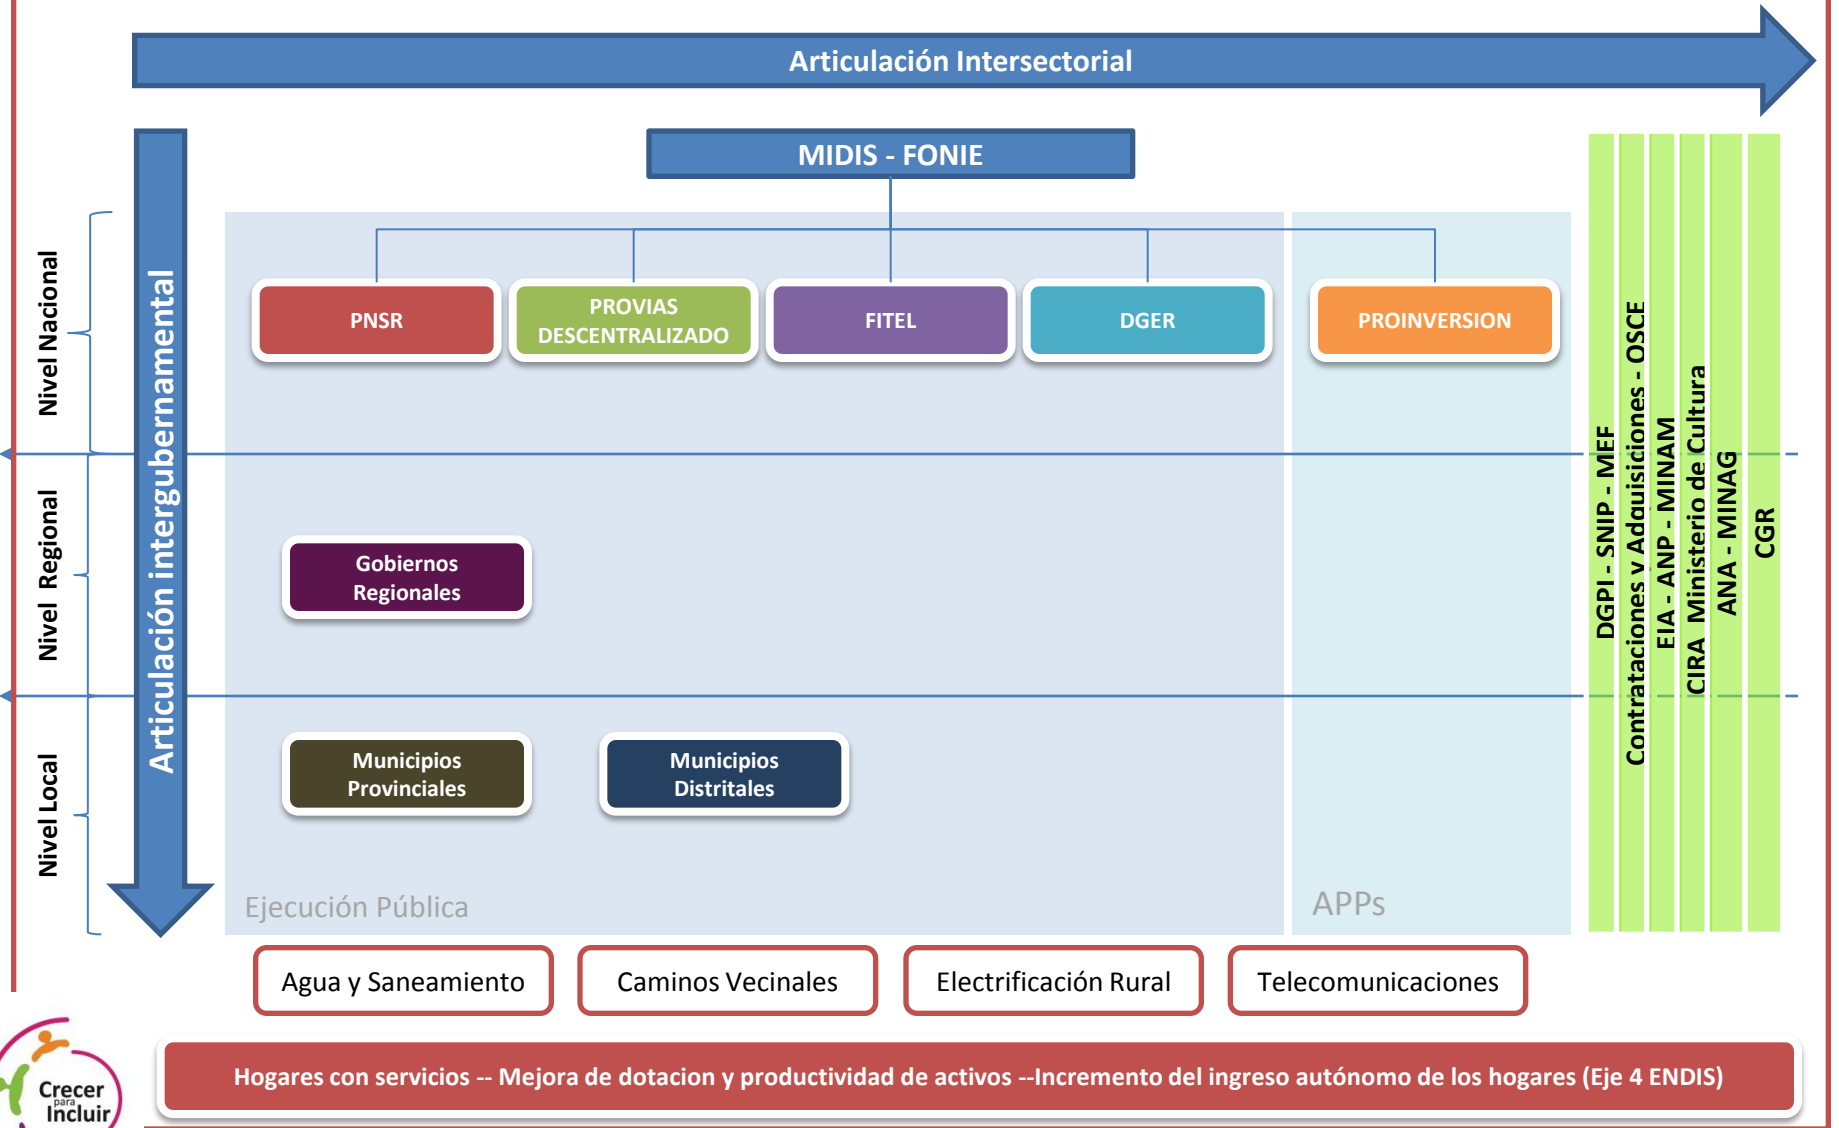 Articulación Intersectorial
MIDIS - FONIE
Articulación intergubernamental
Nivel Nacional
PNSR
PROVIAS
DESCENTRALIZADO
FITEL
DGER
PROINVERSION
Nivel Regional
Gobiernos
Regionales
Nivel Local
Municipios
Provinciales
Municipios
Distritales
Ejecución Pública
APPs
DGPI - SNIP - MEF
Contrataciones y Adquisiciones - OSCE
EIA - ANP - MINAM
CIRA Ministerio de Cultura
ANA - MINAG
CGR
Agua y Saneamiento
Caminos Vecinales
Electrificación Rural
Telecomunicaciones
Hogares con servicios -- Mejora de dotacion y productividad de activos --Incremento del ingreso autónomo de los hogares (Eje 4 ENDIS)
Crecer
para
Incluir